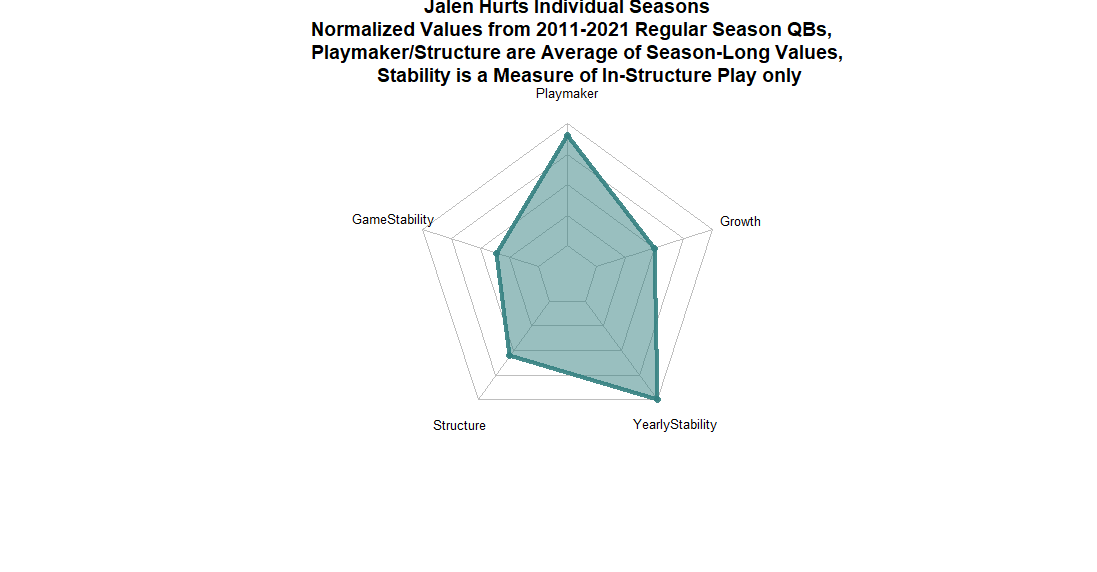 Jalen Hurts Individual Seasons
Normalized Values from 2011-2021 Regular Season QBs,
Playmaker/Structure are Average of Season-Long Values,
Stability is a Measure of In-Structure Play only
Playmaker
GameStability
Growth
Structure
YearlyStability